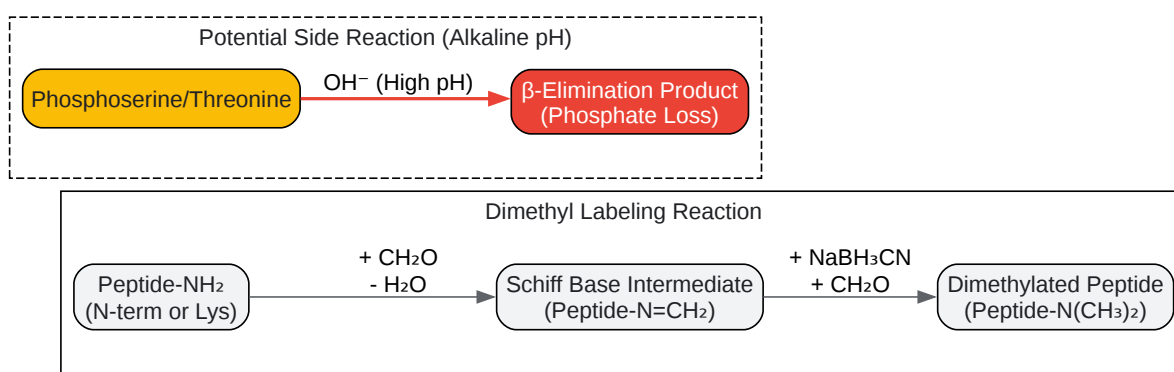 Potential Side Reaction (Alkaline pH)
Phosphoserine/Threonine
OH⁻ (High pH)
β-Elimination Product
(Phosphate Loss)
Dimethyl Labeling Reaction
Peptide-NH₂
(N-term or Lys)
+ CH₂O
- H₂O
Schiff Base Intermediate
(Peptide-N=CH₂)
+ NaBH₃CN
+ CH₂O
Dimethylated Peptide
(Peptide-N(CH₃)₂)